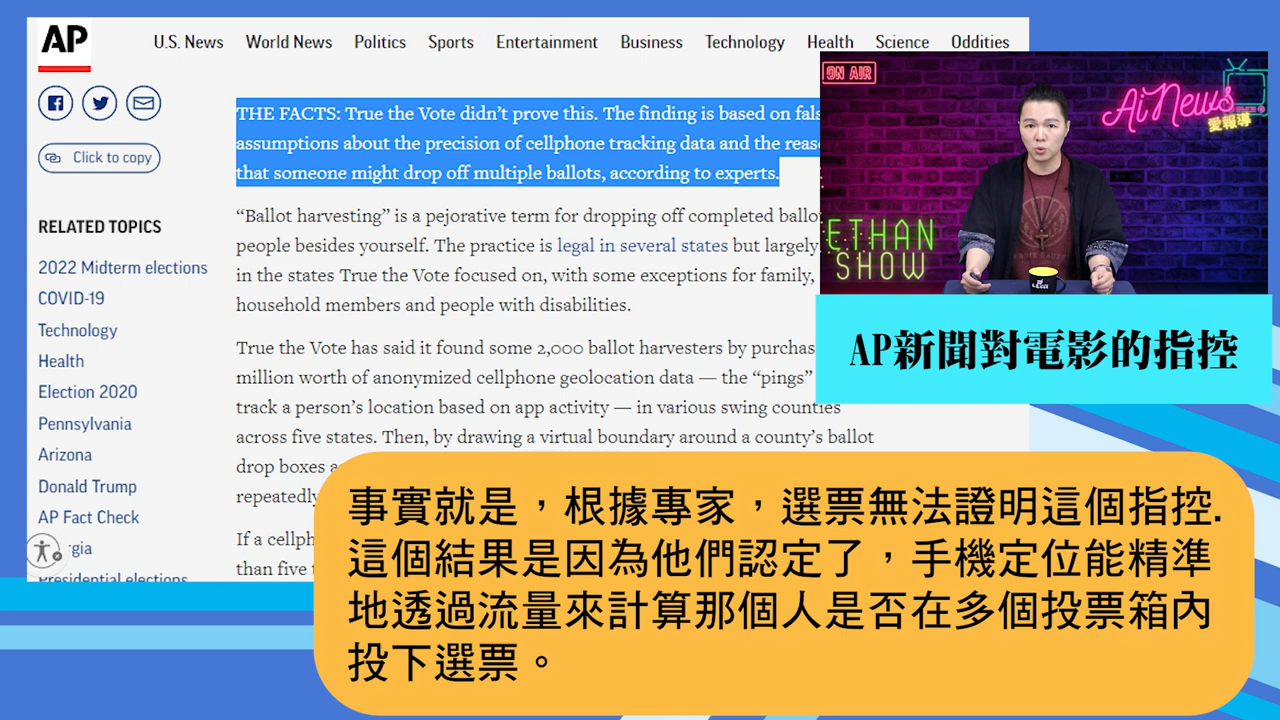 AP
U.S. News World News Politics Sports Entertainment Business Technology Health Science Oddities
Click to copy
RELATED TOPICS
2022 Midterm elections
COVID-19
Technology
Health
Election 2020
Pennsylvania
Arizona
Donald Trump
AP Fact Check
Presidential elections
THE FACTS: True the Vote didn’t prove this. The finding is based on
assumptions about the precision of cellphone tracking data and the
that someone might drop off multiple ballots, according to experts.
“Ballot harvesting” is a pejorative term for dropping off completed
people besides yourself. The practice is legal in several states but largely
in the states True the Vote focused on, with some exceptions for family,
household members and people with disabilities.
True the Vote has said it found some 2,000 ballot harvesters by
million worth of anonymized cellphone geolocation data — the “pings”
track a person’s location based on app activity — in various swing counties
across five states. Then, by drawing a virtual boundary around a county’s ballot
drop boxes
repeatedly
If a
than five
ON AIR
Ai News
愛報導
ETHAN
SHOW
AP新聞對電影的指控
事實就是，根據專家，選票無法證明這個指控.
這個結果是因為他們認定了，手機定位能精準
地透過流量來計算那個人是否在多個投票箱內
投下選票。